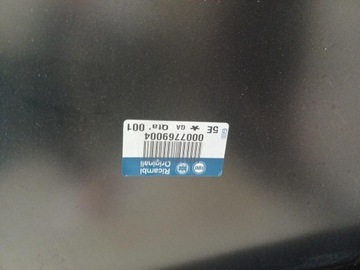 Ricambi
Originali
0007769004
5E * GA Qta' 001